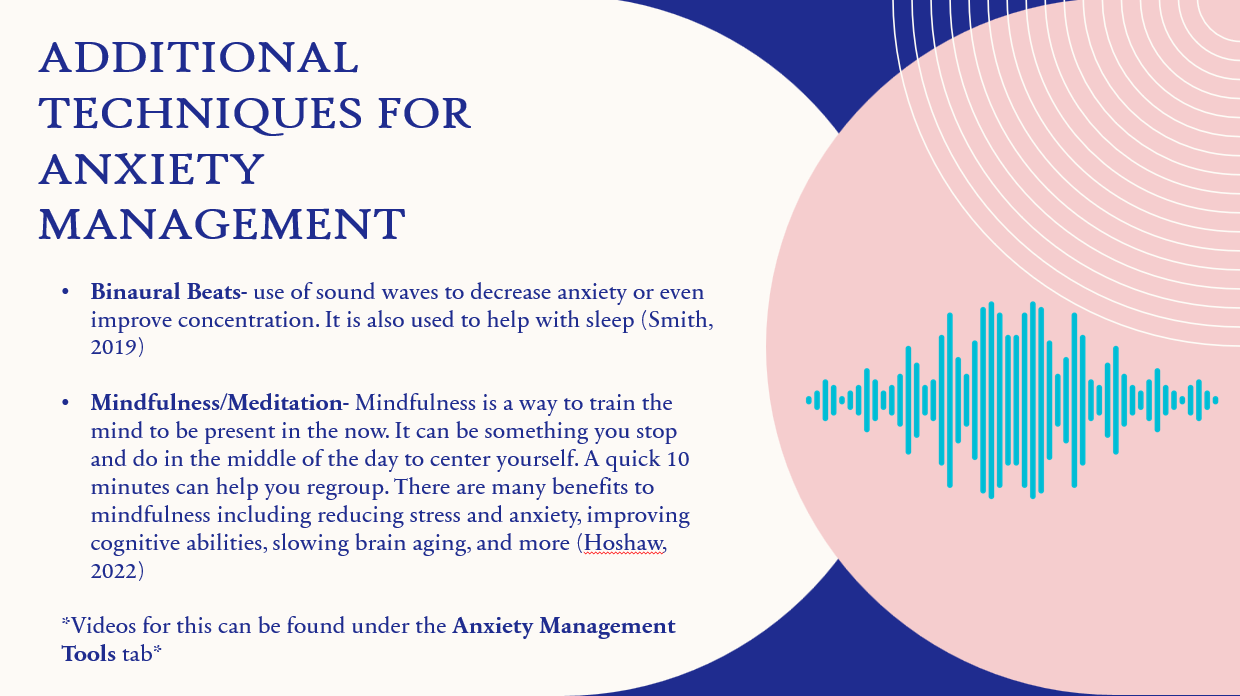 ADDITIONAL
TECHNIQUES FOR
ANXIETY
MANAGEMENT
• Binaural Beats- use of sound waves to decrease anxiety or even
improve concentration. It is also used to help with sleep (Smith,
2019)
• Mindfulness/Meditation- Mindfulness is a way to train the
mind to be present in the now. It can be something you stop
and do in the middle of the day to center yourself. A quick 10
minutes can help you regroup. There are many benefits to
mindfulness including reducing stress and anxiety, improving
cognitive abilities, slowing brain aging, and more (Hoshaw,
2022)
*Videos for this can be found under the Anxiety Management
Tools tab*